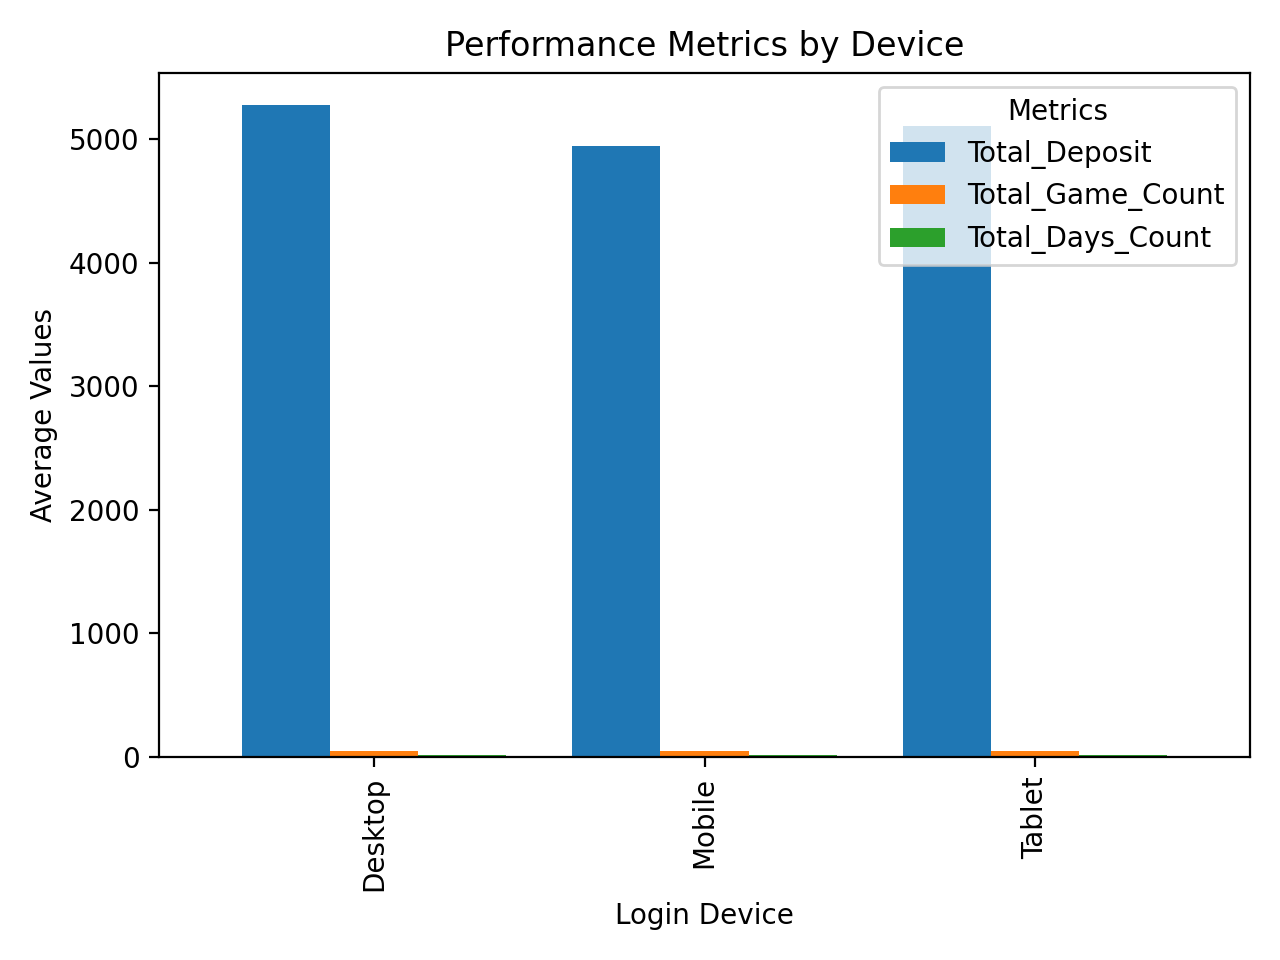 Performance Metrics by Device
Metrics
Total_Deposit
Total_Game_Count
Total_Days_Count
Average Values
5000
4000
3000
2000
1000
0
Desktop
Mobile
Tablet
Login Device